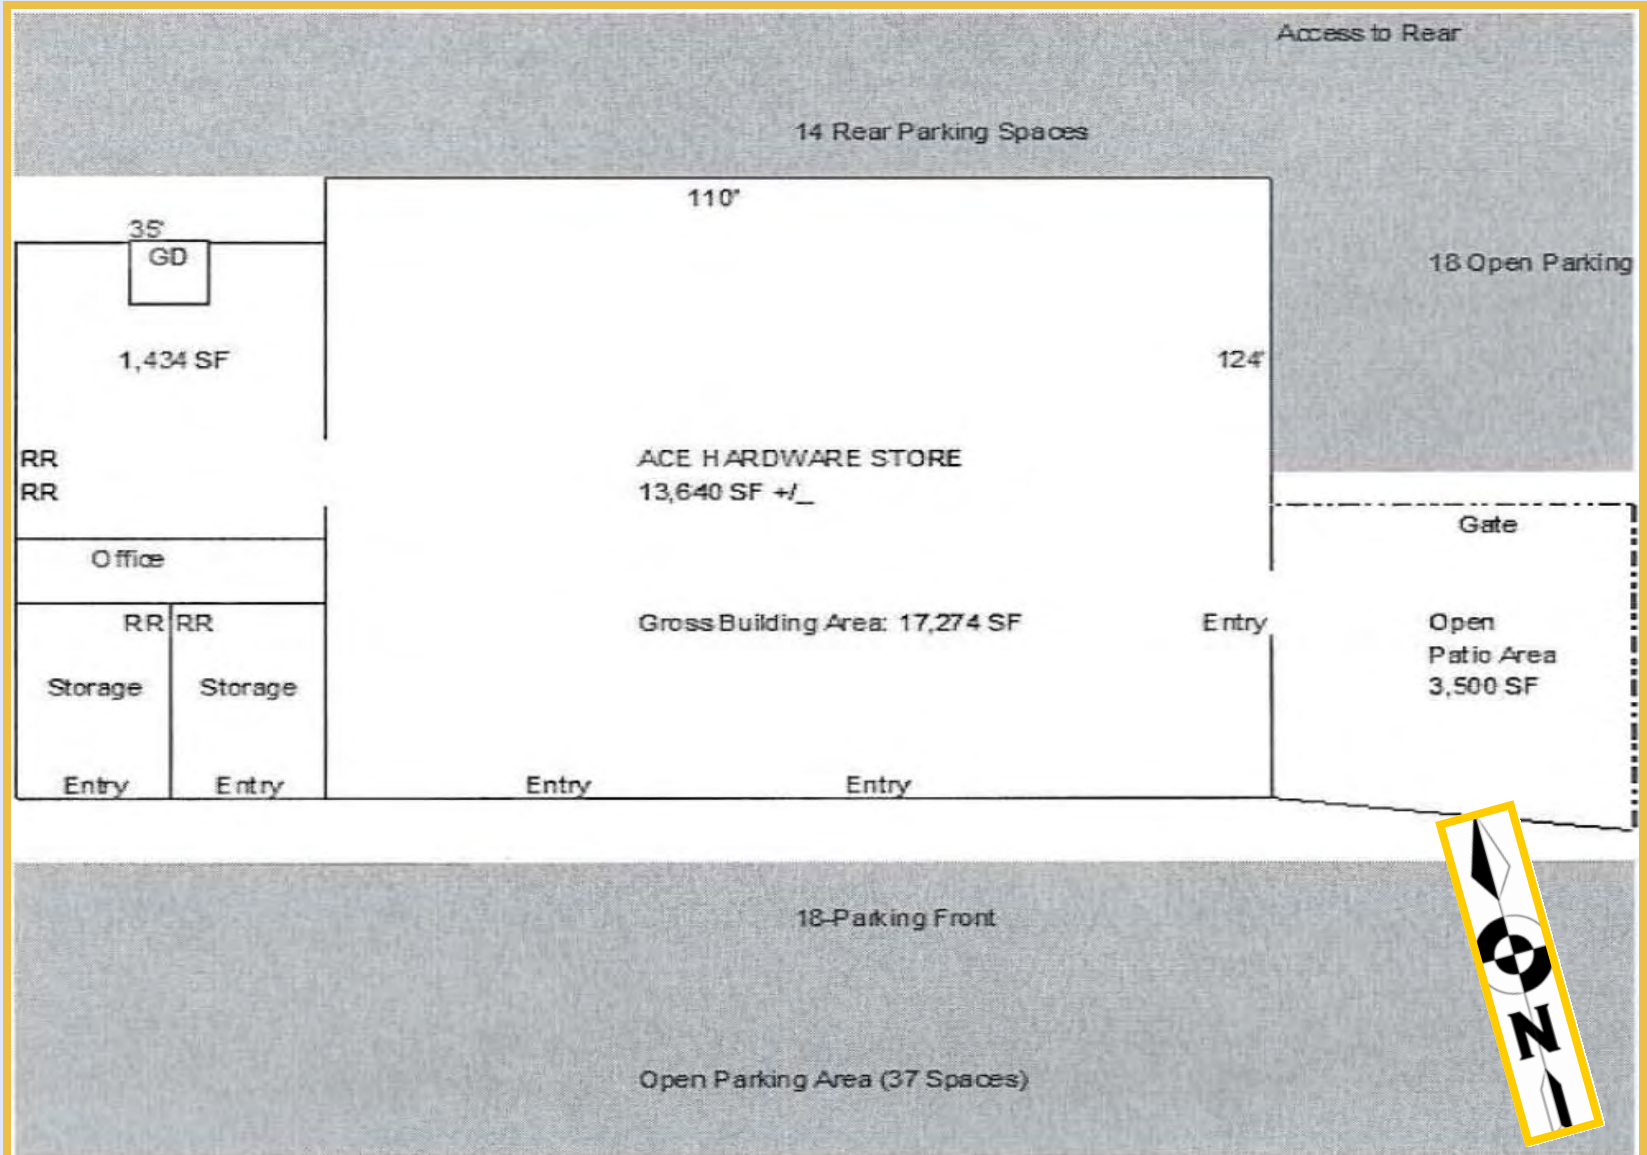 Access to Rear
14 Rear Parking Spaces
110'
35'
GD
18 Open Parking
1,434 SF
124'
RR
RR
ACE HARDWARE STORE
13,640 SF +/_
Gate
Office
RR RR
Gross Building Area: 17,274 SF
Entry
Open
Patio Area
3,500 SF
Storage
Storage
Entry
Entry
Entry
Entry
18-Parking Front
N
Open Parking Area (37 Spaces)